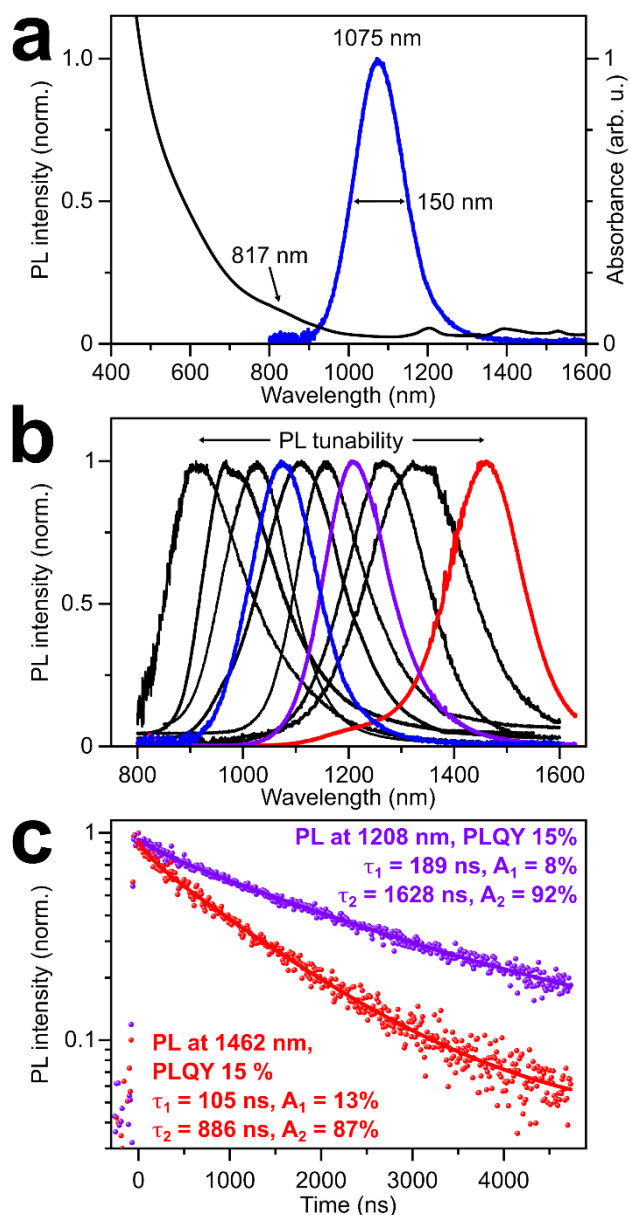 a
1075 nm
1.0
1
150 nm
0.5
817 nm
0
0
400 600 800 1000 1200 1400 1600
Wavelength (nm)
PL intensity (norm.)
Absorbance (arb. u.)
b
PL tunability
1
0.5
0
800 1000 1200 1400 1600
Wavelength (nm)
PL intensity (norm.)
c
1
PL at 1208 nm, PLQY 15%
τ1 = 189 ns, A1 = 8%
τ2 = 1628 ns, A2 = 92%
0.1
PL at 1462 nm,
PLQY 15 %
τ1 = 105 ns, A1 = 13%
τ2 = 886 ns, A2 = 87%
0 1000 2000 3000 4000
Time (ns)
PL intensity (norm.)